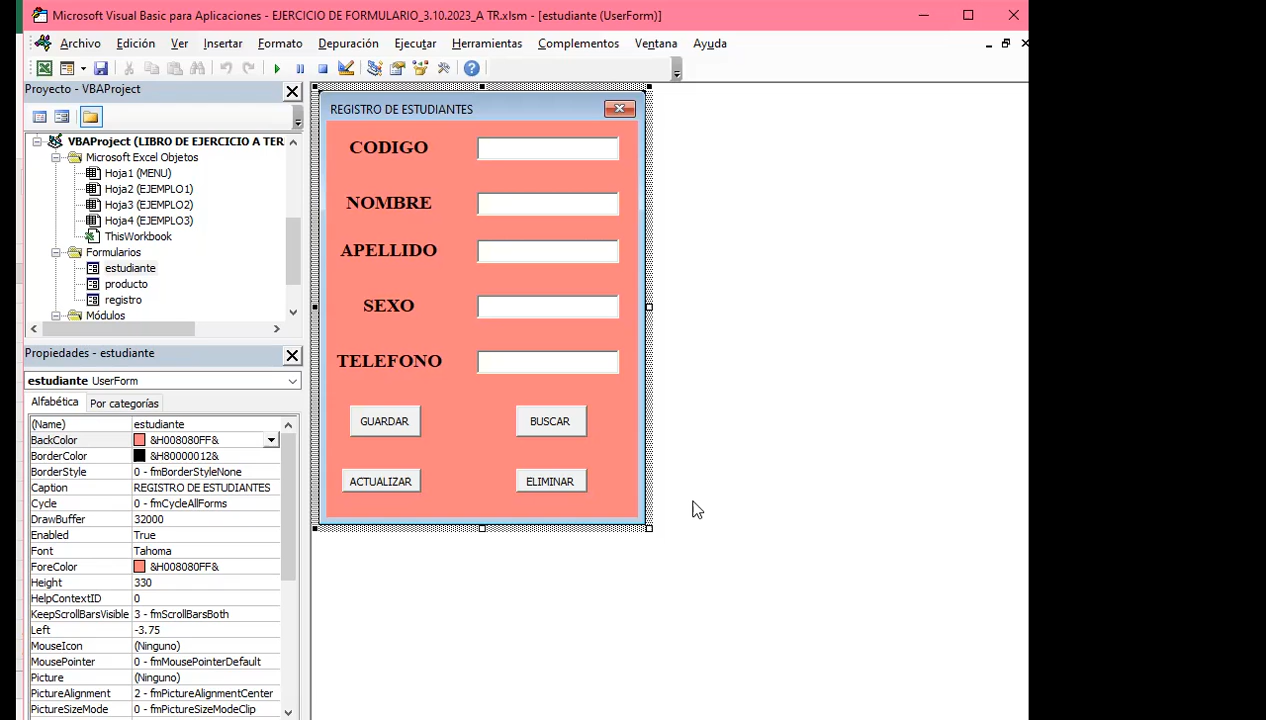 Microsoft Visual Basic para Aplicaciones - EJERCICIO DE FORMULARIO_3.10.2023_A TR.xlsm - [estudiante (UserForm)]
Archivo Edición Ver Insertar Formato Depuración Ejecutar Herramientas Complementos Ventana Ayuda
Proyecto - VBAProject
VBAProject (LIBRO DE EJERCICIO A TER
Microsoft Excel Objetos
Hoja1 (MENU)
Hoja2 (EJEMPLO1)
Hoja3 (EJEMPLO2)
Hoja4 (EJEMPLO3)
ThisWorkbook
Formularios
estudiante
producto
registro
Módulos
Propiedades - estudiante
estudiante UserForm
Alfabética Por categorías
(Name) estudiante
BackColor &H008080FF&
BorderColor &H80000012&
BorderStyle 0 - fmBorderStyleNone
Caption REGISTRO DE ESTUDIANTES
Cycle 0 - fmCycleAllForms
DrawBuffer 32000
Enabled True
Font Tahoma
ForeColor &H008080FF&
Height 330
HelpContextID 0
KeepScrollBarsVisible 3 - fmScrollBarsBoth
Left -3.75
MouseIcon (Ninguno)
MousePointer 0 - fmMousePointerDefault
Picture (Ninguno)
PictureAlignment 2 - fmPictureAlignmentCenter
PictureSizeMode 0 - fmPictureSizeModeClip
REGISTRO DE ESTUDIANTES
CODIGO
NOMBRE
APELLIDO
SEXO
TELEFONO
GUARDAR BUSCAR
ACTUALIZAR ELIMINAR